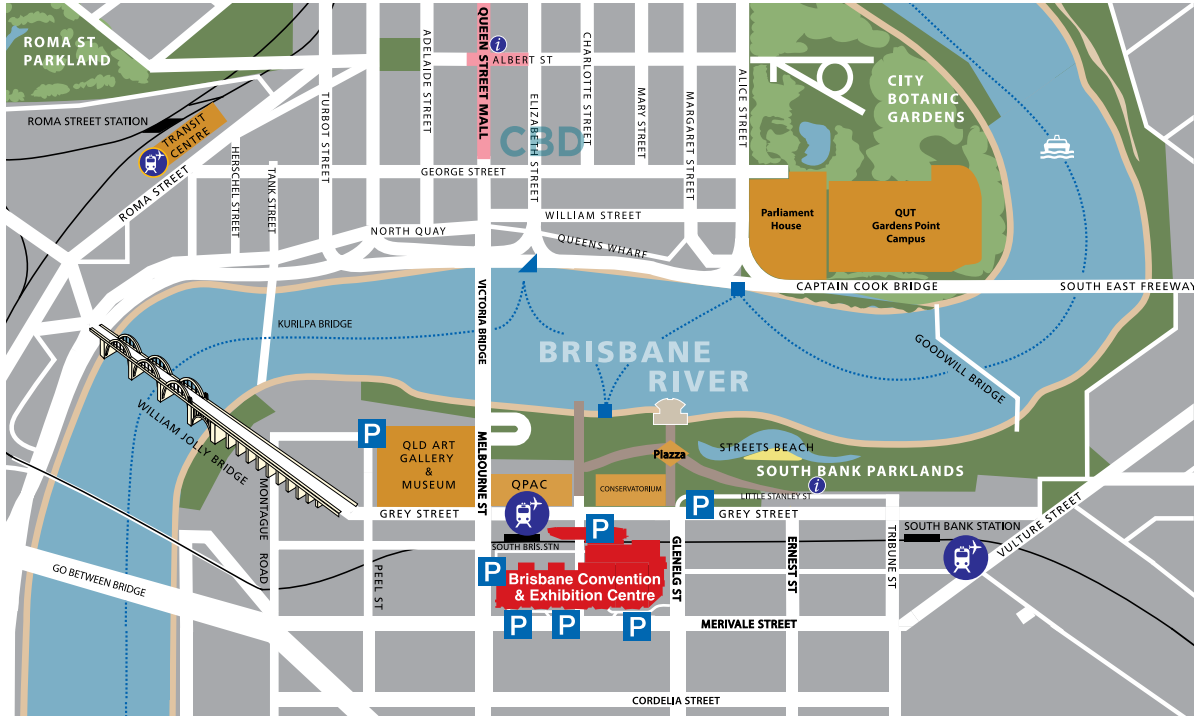 ROMA ST
PARKLAND
ADELAIDE STREET
QUEEN STREET MALL
i
ALBERT ST
CHARLOTTE STREET
ALICE STREET
CITY
BOTANIC
GARDENS
ROMA STREET STATION
TRANSIT
CENTRE
TURBOT STREET
ELIZABETH STREET
CBD
MARY STREET
MARGARET STREET
HERSCHEL STREET
TANK STREET
ROMA STREET
GEORGE STREET
WILLIAM STREET
NORTH QUAY
QUEENS WHARF
Parliament
House
QUT
Gardens Point
Campus
CAPTAIN COOK BRIDGE
SOUTH EAST FREEWAY
VICTORIA BRIDGE
KURILPA BRIDGE
BRISBANE
RIVER
GOODWILL BRIDGE
WILLIAM JOLLY BRIDGE
P
QLD ART
GALLERY
&
MUSEUM
MELBOURNE ST
Piazza
STREETS BEACH
SOUTH BANK PARKLANDS
i
QPAC
CONSERVATORIUM
LITTLE STANLEY ST
P
GREY STREET
GREY STREET
P
MONTAGUE ROAD
SOUTH BRIS. STN
GLENELG ST
ERNEST ST
TRIBUNE ST
SOUTH BANK STATION
VULTURE STREET
GO BETWEEN BRIDGE
PEEL ST
P
Brisbane Convention
& Exhibition Centre
P
P
P
MERIVALE STREET
CORDELIA STREET